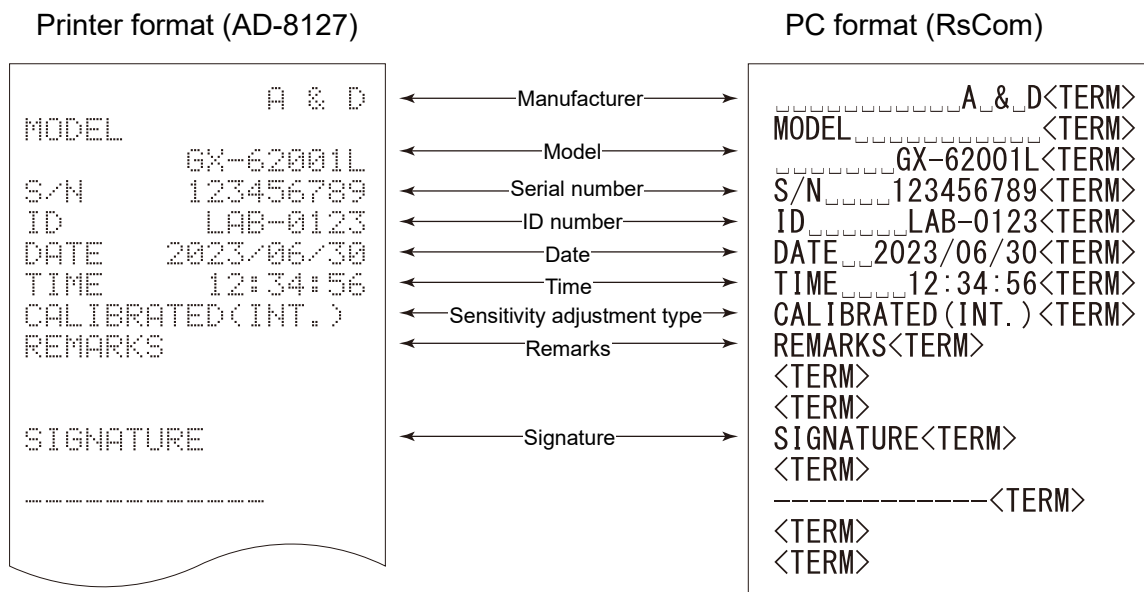 Printer format (AD-8127)
A & D
MODEL
GX-62001L
S/N 123456789
ID LAB-0123
DATE 2023/06/30
TIME 12:34:56
CALIBRATED(INT.)
REMARKS
SIGNATURE
-------------
Manufacturer
Model
Serial number
ID number
Date
Time
Sensitivity adjustment type
Remarks
Signature
PC format (RsCom)
␣␣␣␣␣␣␣␣␣␣␣A␣&␣D<TERM>
MODEL␣␣␣␣␣␣␣␣␣␣␣<TERM>
␣␣␣␣␣␣␣GX-62001L<TERM>
S/N␣␣␣␣123456789<TERM>
ID␣␣␣␣␣␣LAB-0123<TERM>
DATE␣␣2023/06/30<TERM>
TIME␣␣␣␣12:34:56<TERM>
CALIBRATED(INT.)<TERM>
REMARKS<TERM>
<TERM>
<TERM>
SIGNATURE<TERM>
<TERM>
-------------<TERM>
<TERM>
<TERM>